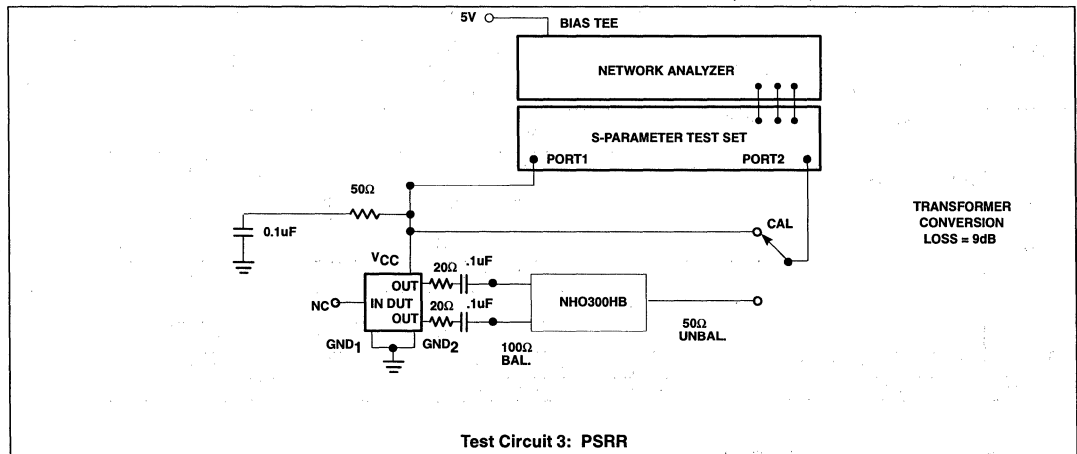 5V
BIAS TEE
NETWORK ANALYZER
S-PARAMETER TEST SET
PORT1
PORT2
50Ω
0.1uF
CAL
TRANSFORMER
CONVERSION
LOSS = 9dB
VCC
20Ω
.1uF
OUT
NC
IN DUT
20Ω
.1uF
OUT
NHO300HB
GND1
GND2
100Ω
BAL.
50Ω
UNBAL.
Test Circuit 3: PSRR